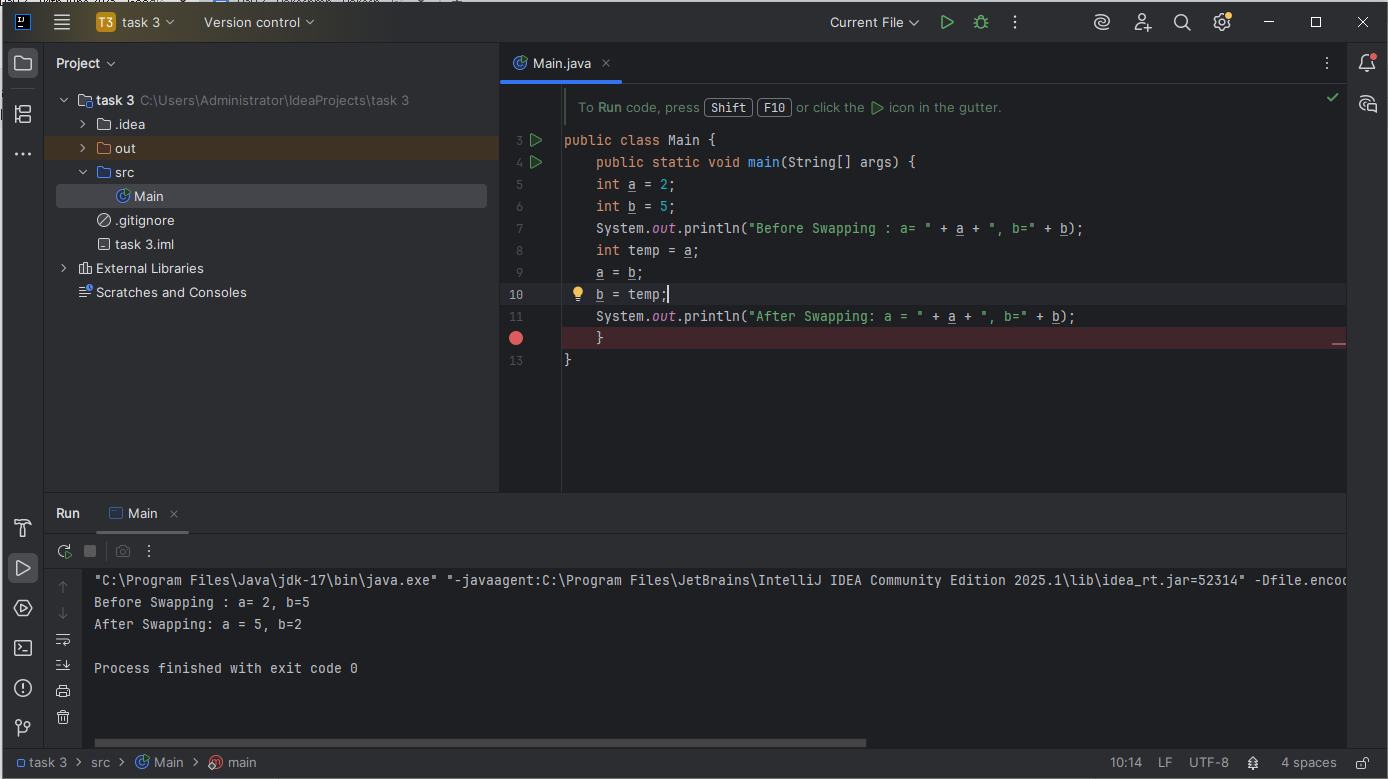 T3 task 3 Version control Current File
Project
Main.java
task 3 C:\Users\Administrator\IdeaProjects\task 3
.idea
out
src
Main
.gitignore
task 3.iml
External Libraries
Scratches and Consoles
To Run code, press Shift F10 or click the icon in the gutter.
3 public class Main {
4 public static void main(String[] args) {
5 int a = 2;
6 int b = 5;
7 System.out.println("Before Swapping : a= " + a + ", b=" + b);
8 int temp = a;
9 a = b;
10 b = temp;
11 System.out.println("After Swapping: a = " + a + ", b=" + b);
}
13 }
Run Main
"C:\Program Files\Java\jdk-17\bin\java.exe" "-javaagent:C:\Program Files\JetBrains\IntelliJ IDEA Community Edition 2025.1\lib\idea_rt.jar=52314" -Dfile.enco
Before Swapping : a= 2, b=5
After Swapping: a = 5, b=2
Process finished with exit code 0
task 3 > src > Main > main 10:14 LF UTF-8 4 spaces